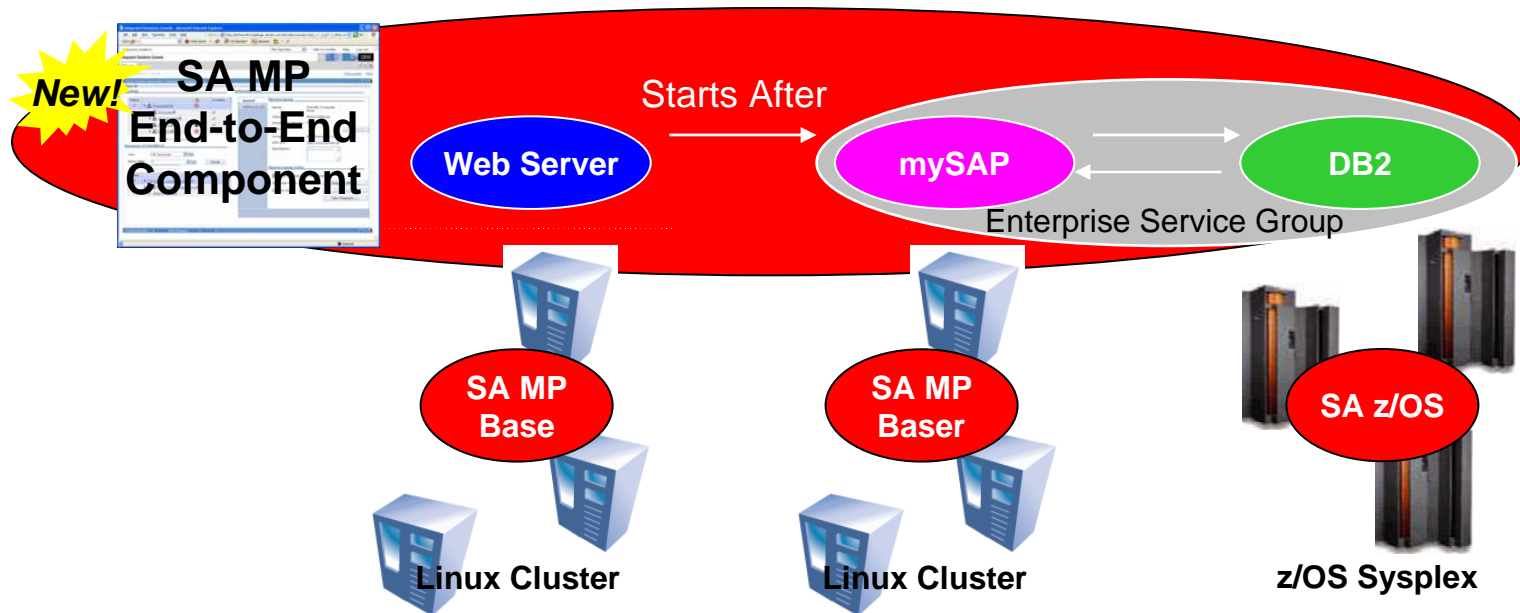 New!
SA MP
End-to-End
Component
Starts After
Web Server
mySAP
DB2
Enterprise Service Group
SA MP
Base
SA MP
Baser
SA z/OS
Linux Cluster
Linux Cluster
z/OS Sysplex